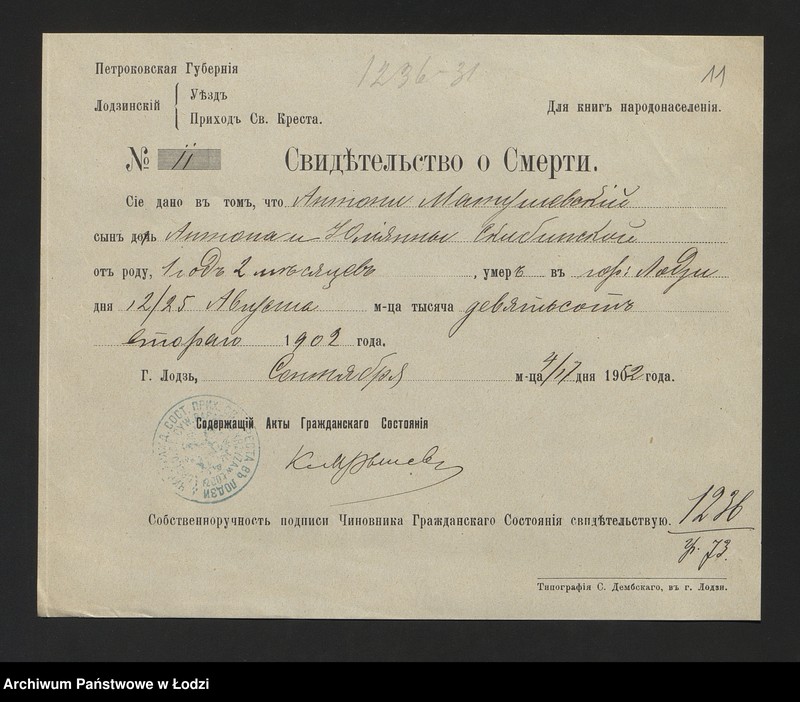 1236-31
11
Петроковская Губернія
Лодзинскій Уѣздъ
Приходъ Св. Креста.
Для книгъ народонаселенія.
№ 11 Свидѣтельство о Смерти.
Сіе дано въ томъ, что Антони Матушевскій
сынъ дочь Антона и Юліянны Скибинской
отъ роду, 1 годъ 2 мѣсяцевъ, умеръ въ гор: Лодзи
дня 12/25 Августа м-ца тысяча девятьсотъ
второго 1902 года.
Г. Лодзь, Сентября м-ца 4/17 дня 1902 года.
Содержащій Акты Гражданскаго Состоянія
Собственноручность подписи Чиновника Гражданскаго Состоянія свидѣтельствую.
1236
73.
Типографія С. Дембскаго, въ г. Лодзи.
Archiwum Państwowe w Łodzi